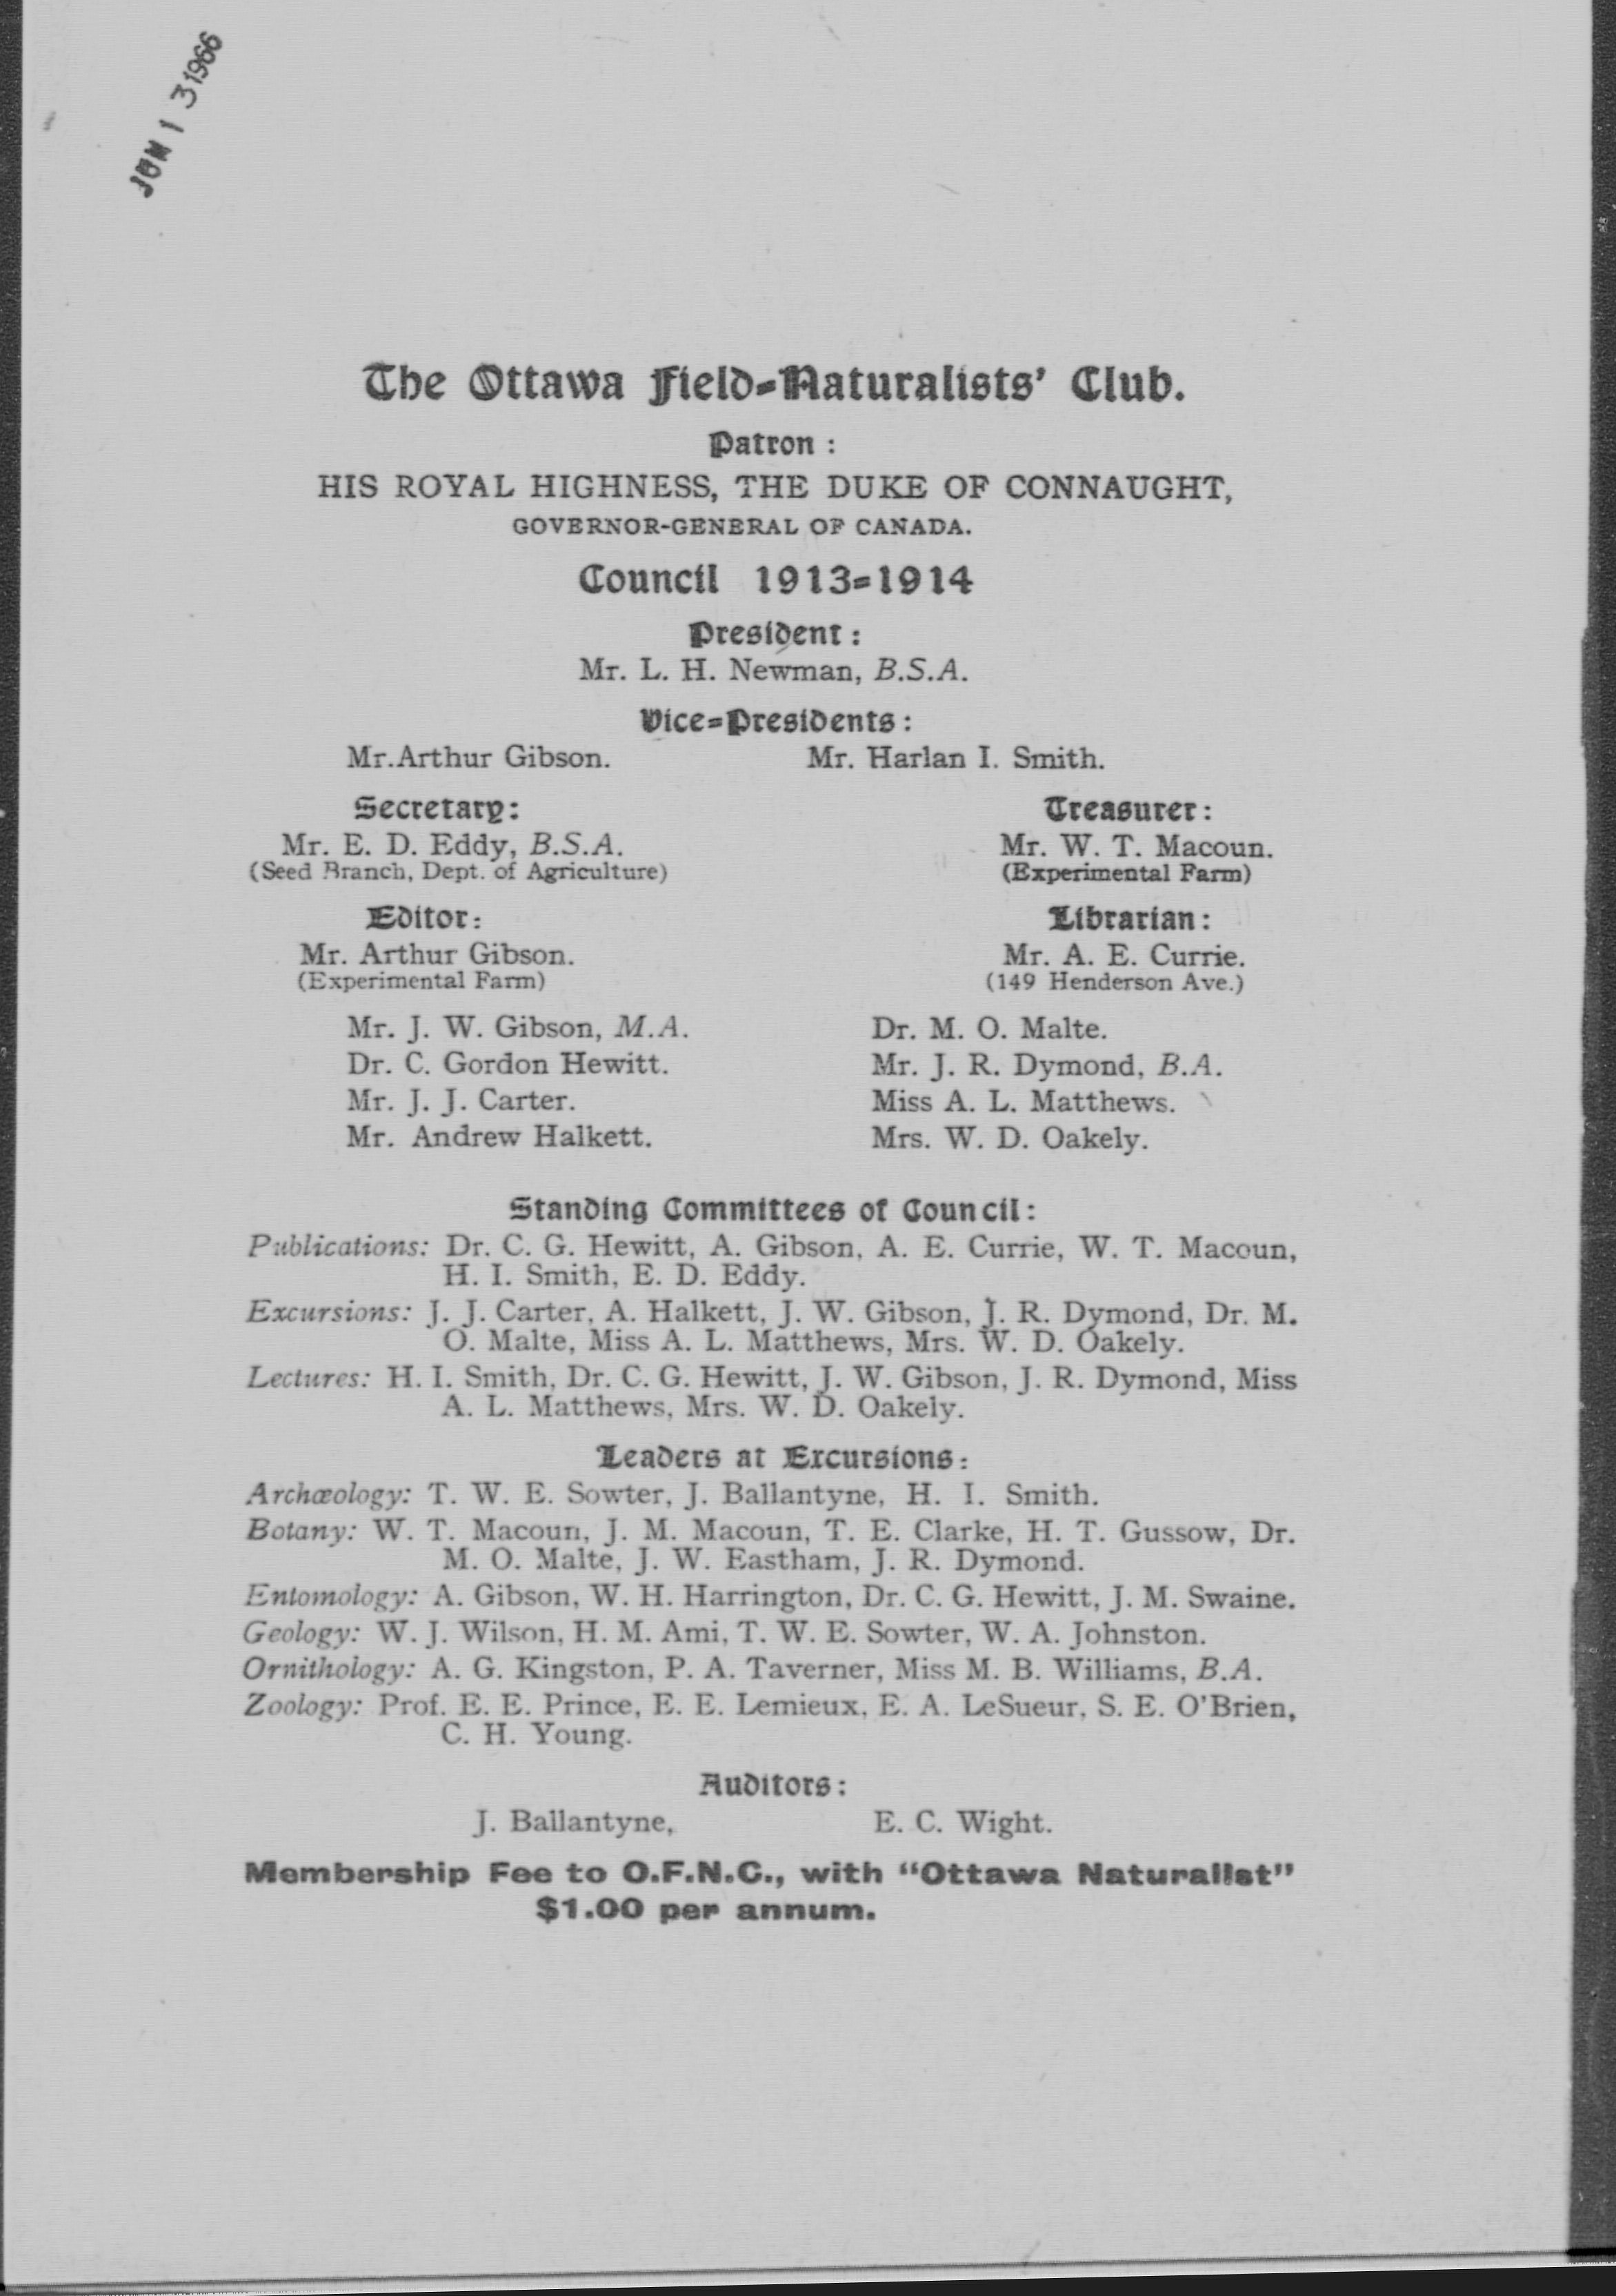 JUN 1 3 1966
The Ottawa Field-Naturalists' Club.
Patron :
HIS ROYAL HIGHNESS, THE DUKE OF CONNAUGHT,
GOVERNOR-GENERAL OF CANADA.
Council 1913-1914
President :
Mr. L. H. Newman, B.S.A.
Vice-Presidents :
Mr.Arthur Gibson. Mr. Harlan I. Smith.
Secretary: Treasurer :
Mr. E. D. Eddy, B.S.A. Mr. W. T. Macoun.
(Seed Branch, Dept. of Agriculture) (Experimental Farm)
Editor: Librarian :
Mr. Arthur Gibson. Mr. A. E. Currie.
(Experimental Farm) (149 Henderson Ave.)
Mr. J. W. Gibson, M.A. Dr. M. O. Malte.
Dr. C. Gordon Hewitt. Mr. J. R. Dymond, B.A.
Mr. J. J. Carter. Miss A. L. Matthews.
Mr. Andrew Halkett. Mrs. W. D. Oakely.
Standing Committees of Council:
Publications: Dr. C. G. Hewitt, A. Gibson, A. E. Currie, W. T. Macoun,
H. I. Smith, E. D. Eddy.
Excursions: J. J. Carter, A. Halkett, J. W. Gibson, J. R. Dymond, Dr. M.
O. Malte, Miss A. L. Matthews, Mrs. W. D. Oakely.
Lectures: H. I. Smith, Dr. C. G. Hewitt, J. W. Gibson, J. R. Dymond, Miss
A. L. Matthews, Mrs. W. D. Oakely.
Leaders at Excursions:
Archæology: T. W. E. Sowter, J. Ballantyne, H. I. Smith.
Botany: W. T. Macoun, J. M. Macoun, T. E. Clarke, H. T. Gussow, Dr.
M. O. Malte, J. W. Eastham, J. R. Dymond.
Entomology: A. Gibson, W. H. Harrington, Dr. C. G. Hewitt, J. M. Swaine.
Geology: W. J. Wilson, H. M. Ami, T. W. E. Sowter, W. A. Johnston.
Ornithology: A. G. Kingston, P. A. Taverner, Miss M. B. Williams, B.A.
Zoology: Prof. E. E. Prince, E. E. Lemieux, E. A. LeSueur, S. E. O'Brien,
C. H. Young.
Auditors:
J. Ballantyne, E. C. Wight.
Membership Fee to O.F.N.C., with "Ottawa Naturalist"
$1.00 per annum.